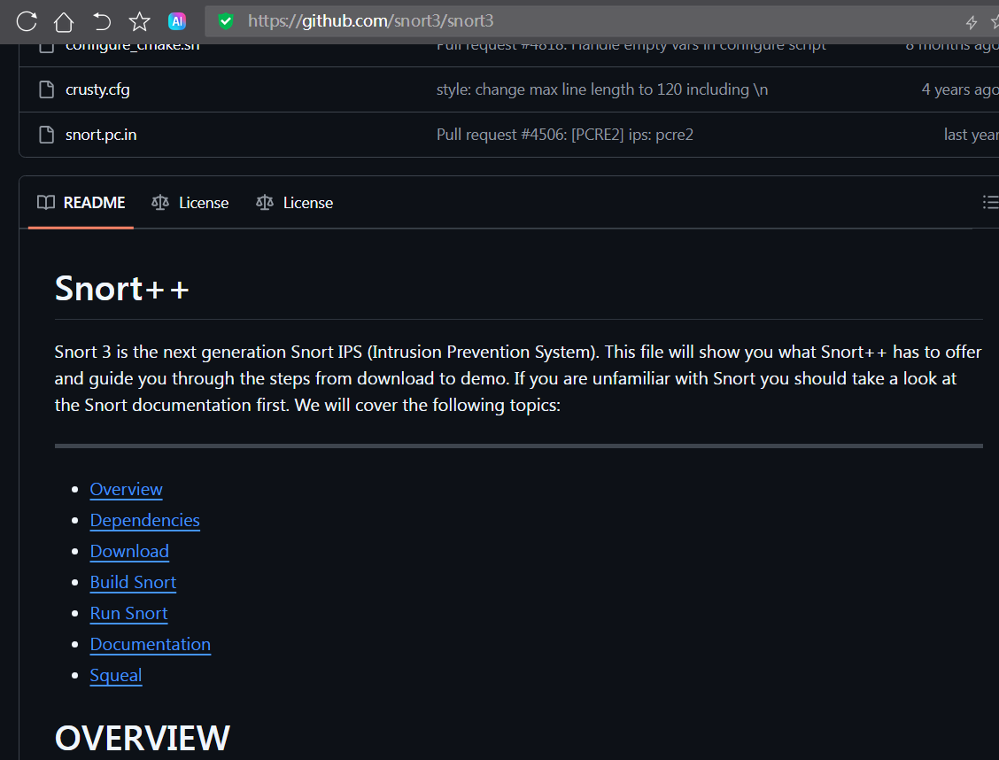 AI https://github.com/snort3/snort3
configure_cmake.sh Pull request #4818: Handle empty vars in configure script 8 months ago
crusty.cfg style: change max line length to 120 including \n 4 years ago
snort.pc.in Pull request #4506: [PCRE2] ips: pcre2 last year
README License License
Snort++
Snort 3 is the next generation Snort IPS (Intrusion Prevention System). This file will show you what Snort++ has to offer
and guide you through the steps from download to demo. If you are unfamiliar with Snort you should take a look at
the Snort documentation first. We will cover the following topics:
Overview
Dependencies
Download
Build Snort
Run Snort
Documentation
Squeal
OVERVIEW